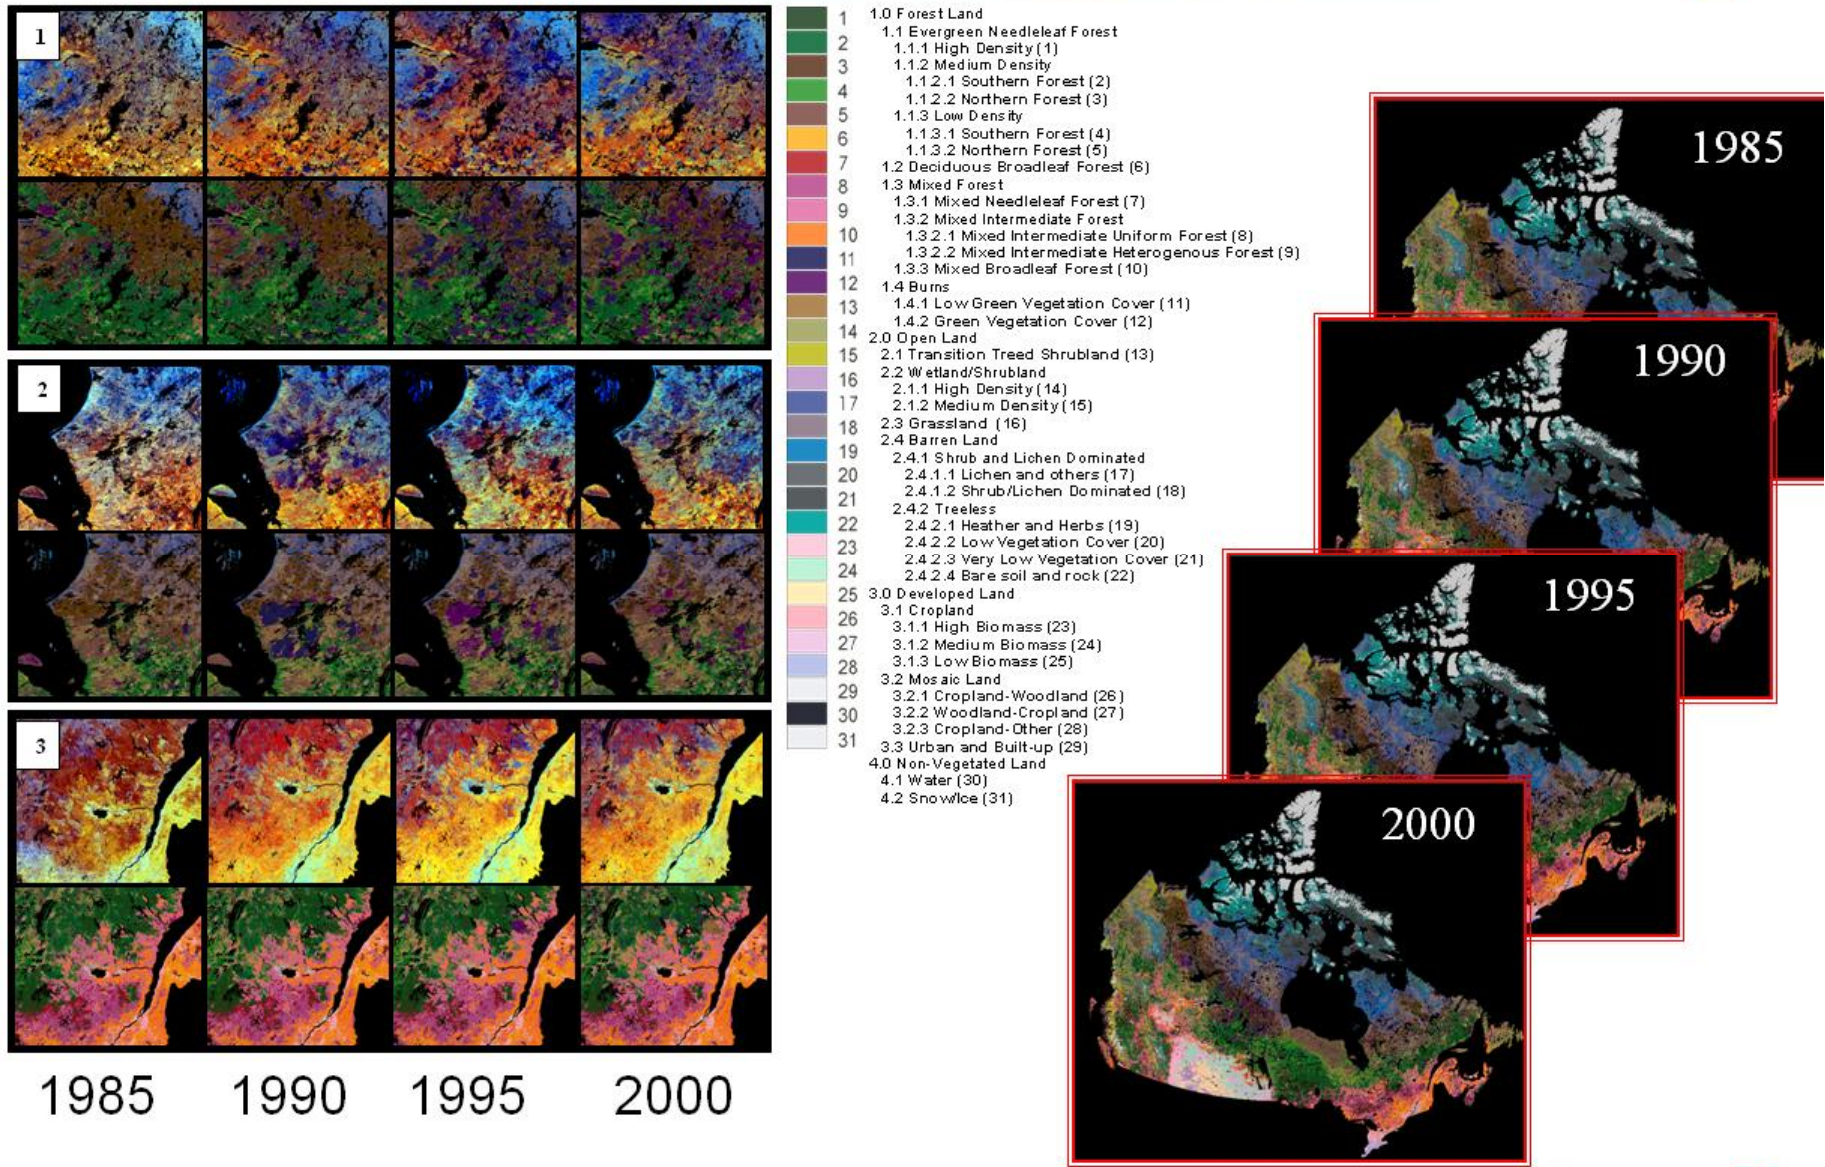 1
2
3
1985
1990
1995
2000
1
2
3
4
5
6
7
8
9
10
11
12
13
14
15
16
17
18
19
20
21
22
23
24
25
26
27
28
29
30
31
1.0 Forest Land
1.1 Evergreen Needleleaf Forest
1.1.1 High Density (1)
1.1.2 Medium Density
1.1.2.1 Southern Forest (2)
1.1.2.2 Northern Forest (3)
1.1.3 Low Density
1.1.3.1 Southern Forest (4)
1.1.3.2 Northern Forest (5)
1.2 Deciduous Broadleaf Forest (6)
1.3 Mixed Forest
1.3.1 Mixed Needleleaf Forest (7)
1.3.2 Mixed Intermediate Forest
1.3.2.1 Mixed Intermediate Uniform Forest (8)
1.3.2.2 Mixed Intermediate Heterogenous Forest (9)
1.3.3 Mixed Broadleaf Forest (10)
1.4 Burns
1.4.1 Low Green Vegetation Cover (11)
1.4.2 Green Vegetation Cover (12)
2.0 Open Land
2.1 Transition Treed Shrubland (13)
2.2 Wetland/Shrubland
2.1.1 High Density (14)
2.1.2 Medium Density (15)
2.3 Grassland (16)
2.4 Barren Land
2.4.1 Shrub and Lichen Dominated
2.4.1.1 Lichen and others (17)
2.4.1.2 Shrub/Lichen Dominated (18)
2.4.2 Treeless
2.4.2.1 Heather and Herbs (19)
2.4.2.2 Low Vegetation Cover (20)
2.4.2.3 Very Low Vegetation Cover (21)
2.4.2.4 Bare soil and rock (22)
3.0 Developed Land
3.1 Cropland
3.1.1 High Biomass (23)
3.1.2 Medium Biomass (24)
3.1.3 Low Biomass (25)
3.2 Mosaic Land
3.2.1 Cropland-Woodland (26)
3.2.2 Woodland-Cropland (27)
3.2.3 Cropland-Other (28)
3.3 Urban and Built-up (29)
4.0 Non-Vegetated Land
4.1 Water (30)
4.2 Snow/Ice (31)
1985
1990
1995
2000